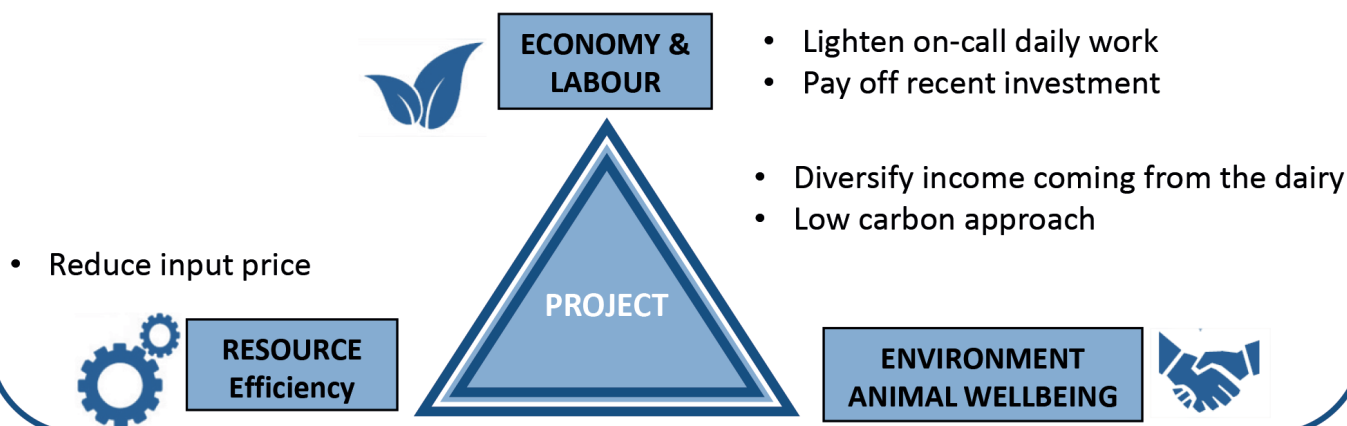 ECONOMY &
LABOUR
• Lighten on-call daily work
• Pay off recent investment
• Diversify income coming from the dairy
• Low carbon approach
• Reduce input price
PROJECT
RESOURCE
Efficiency
ENVIRONMENT
ANIMAL WELLBEING